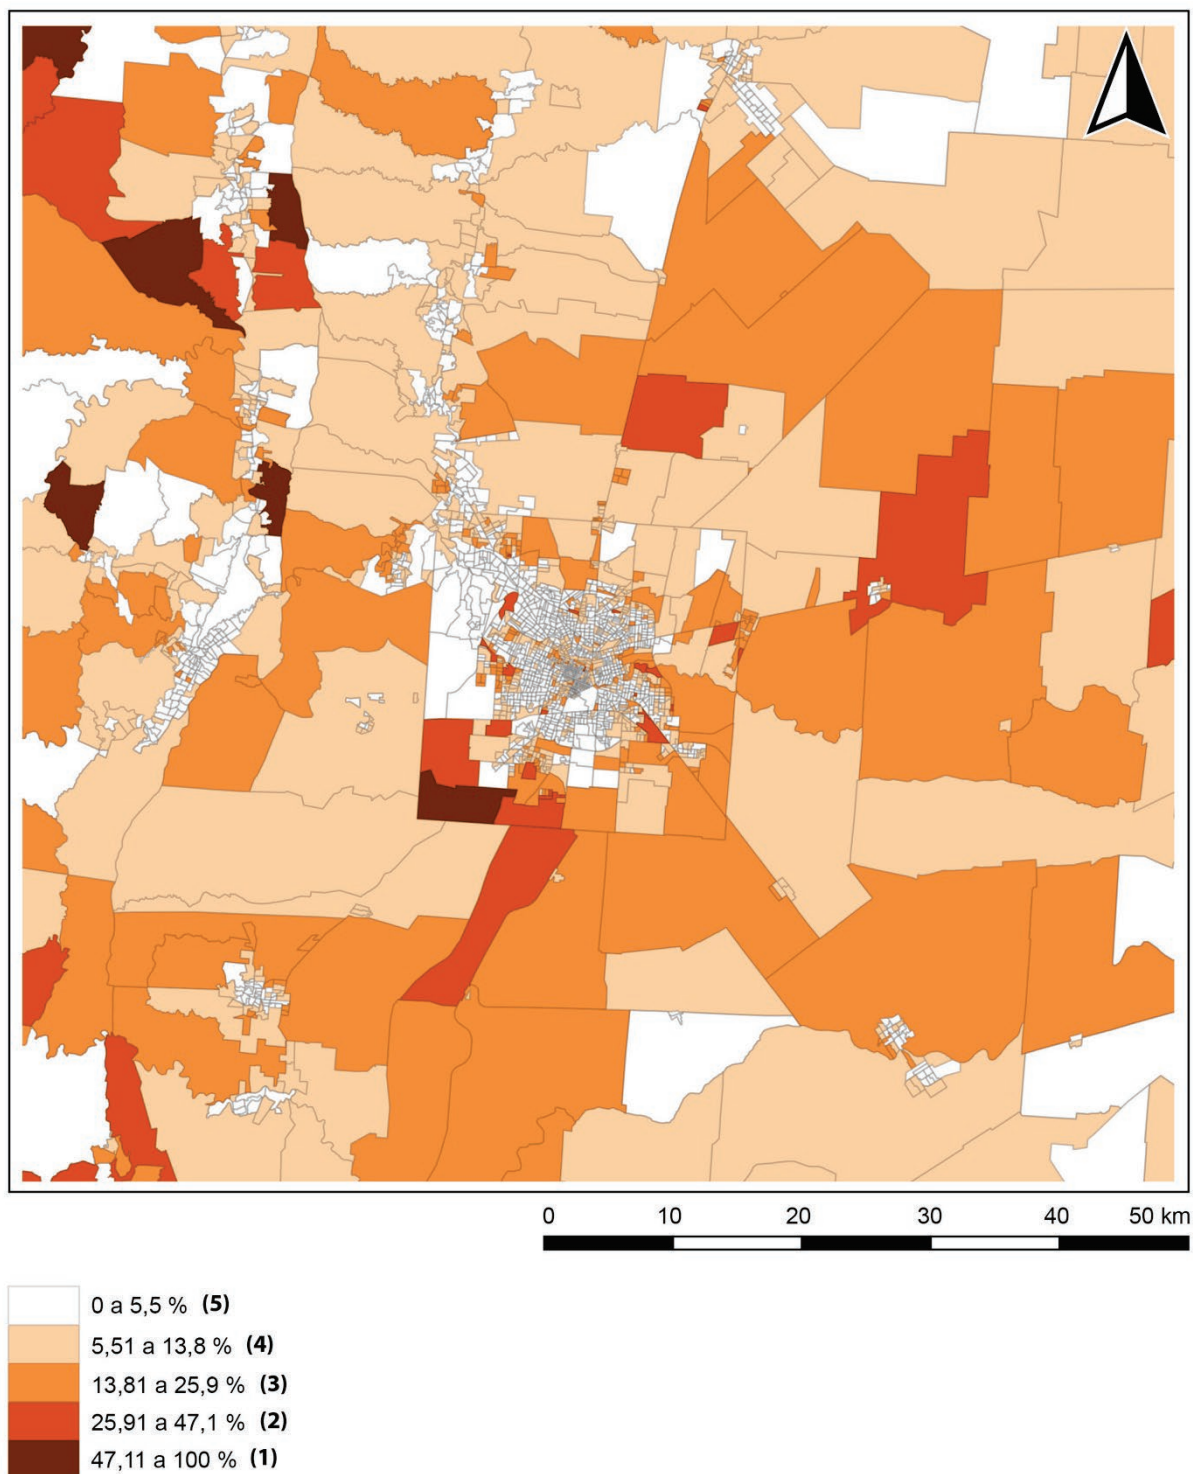 0 10 20 30 40 50 km
0 a 5,5 % (5)
5,51 a 13,8 % (4)
13,81 a 25,9 % (3)
25,91 a 47,1 % (2)
47,11 a 100 % (1)